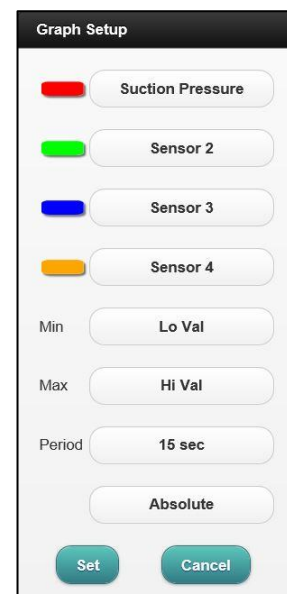 Graph Setup
Suction Pressure
Sensor 2
Sensor 3
Sensor 4
Min Lo Val
Max Hi Val
Period 15 sec
Absolute
Set Cancel